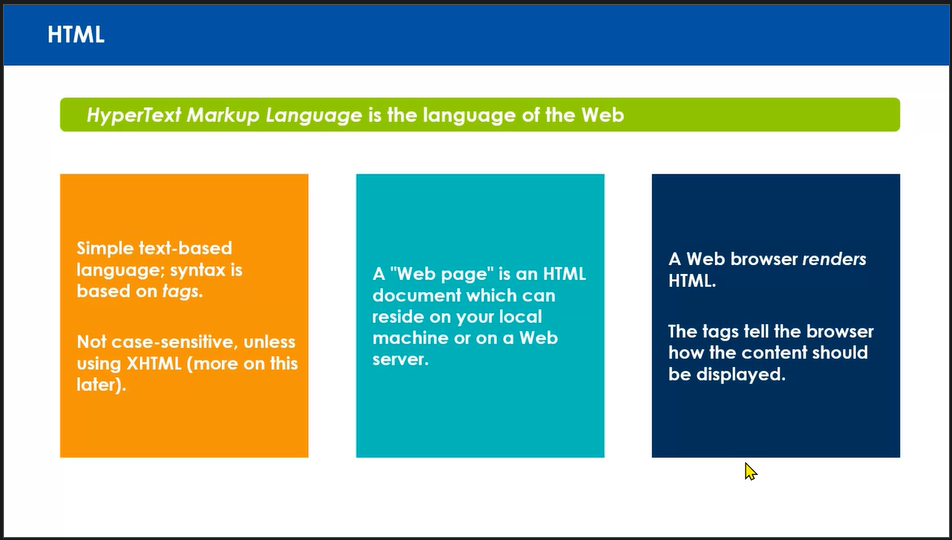 HTML
HyperText Markup Language is the language of the Web
Simple text-based
language; syntax is
based on tags.
Not case-sensitive, unless
using XHTML (more on this
later).
A "Web page" is an HTML
document which can
reside on your local
machine or on a Web
server.
A Web browser renders
HTML.
The tags tell the browser
how the content should
be displayed.